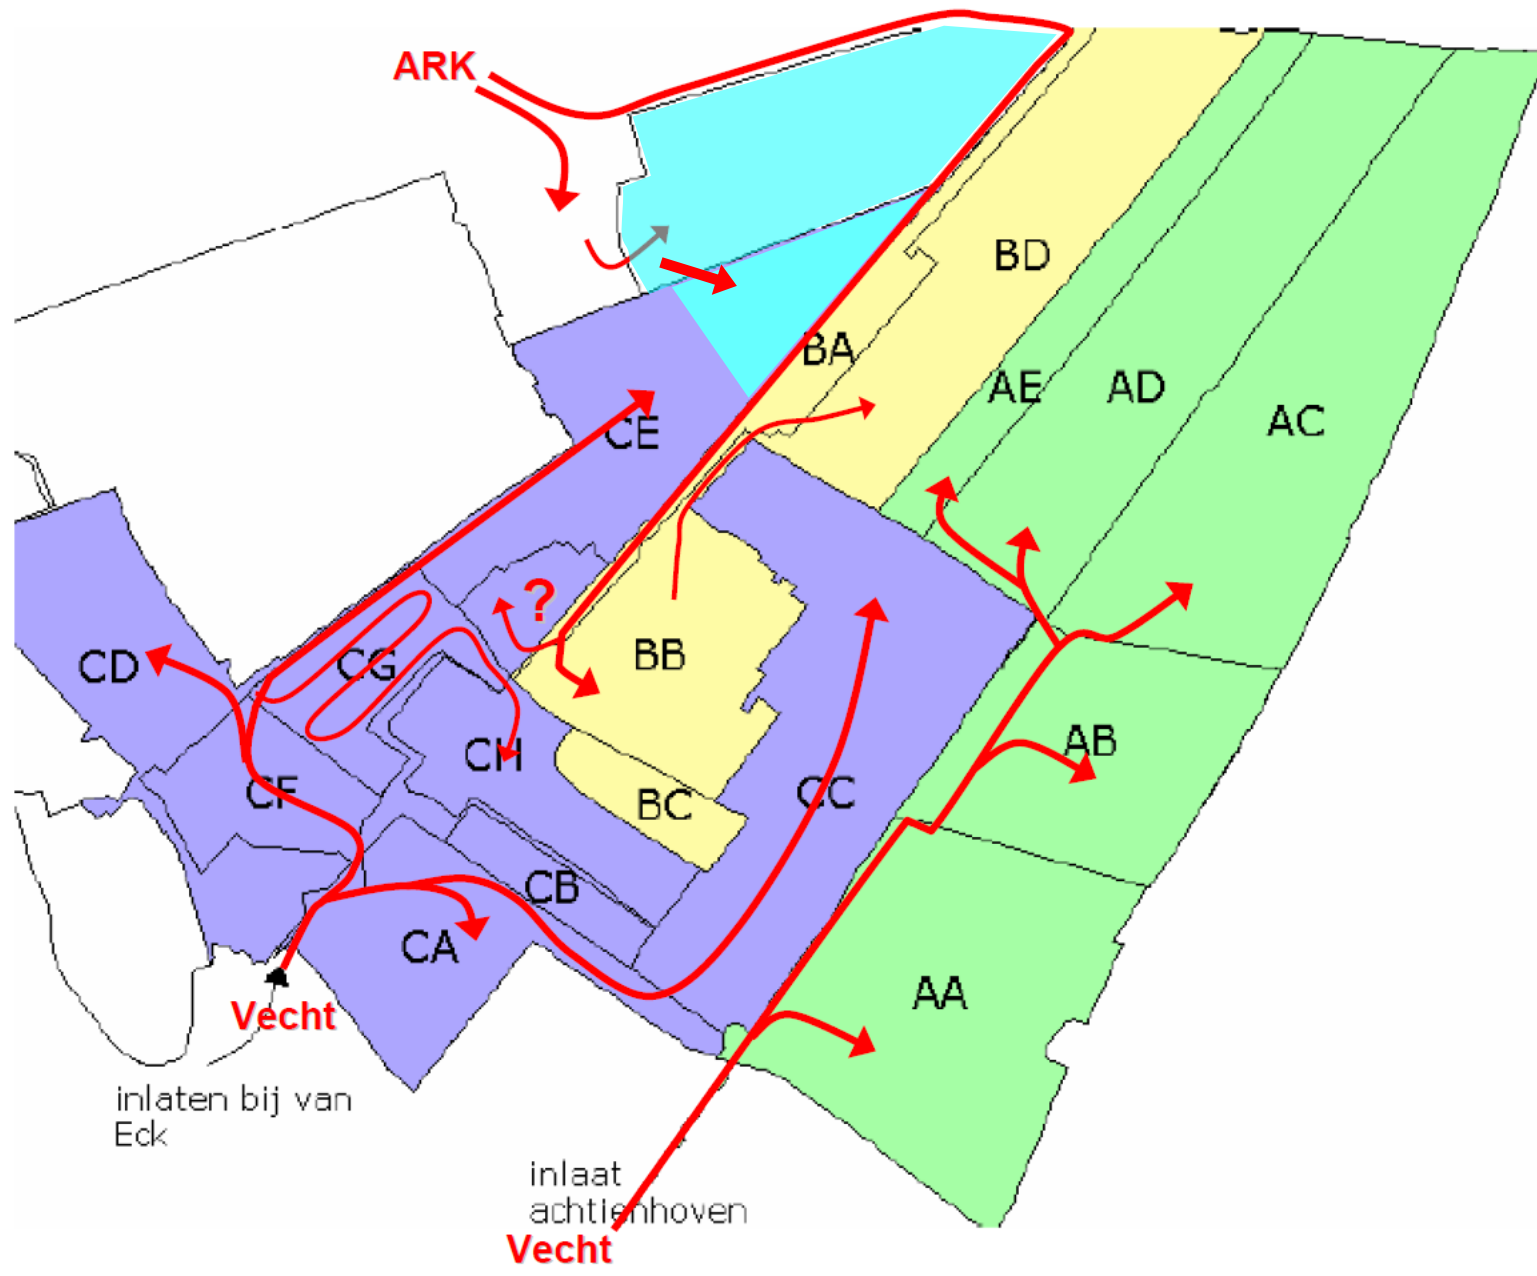 ARK
BD
BA
AE
AD
AC
CE
?
CD
CG
BB
CH
AB
CF
BC
CC
CB
CA
AA
Vecht
inlaten bij van
Eck
inlaat
achtienhoven
Vecht